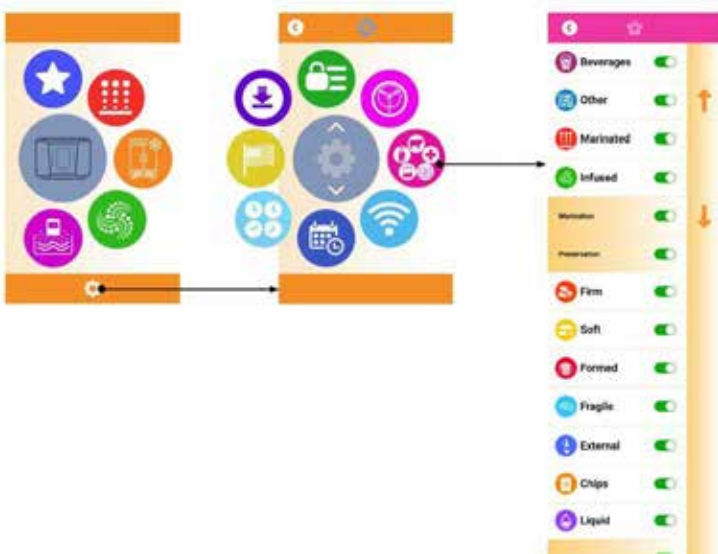 Beverages
Other
Marinated
Infused
Marination
Preservation
Firm
Soft
Formed
Fragile
External
Chips
Liquid